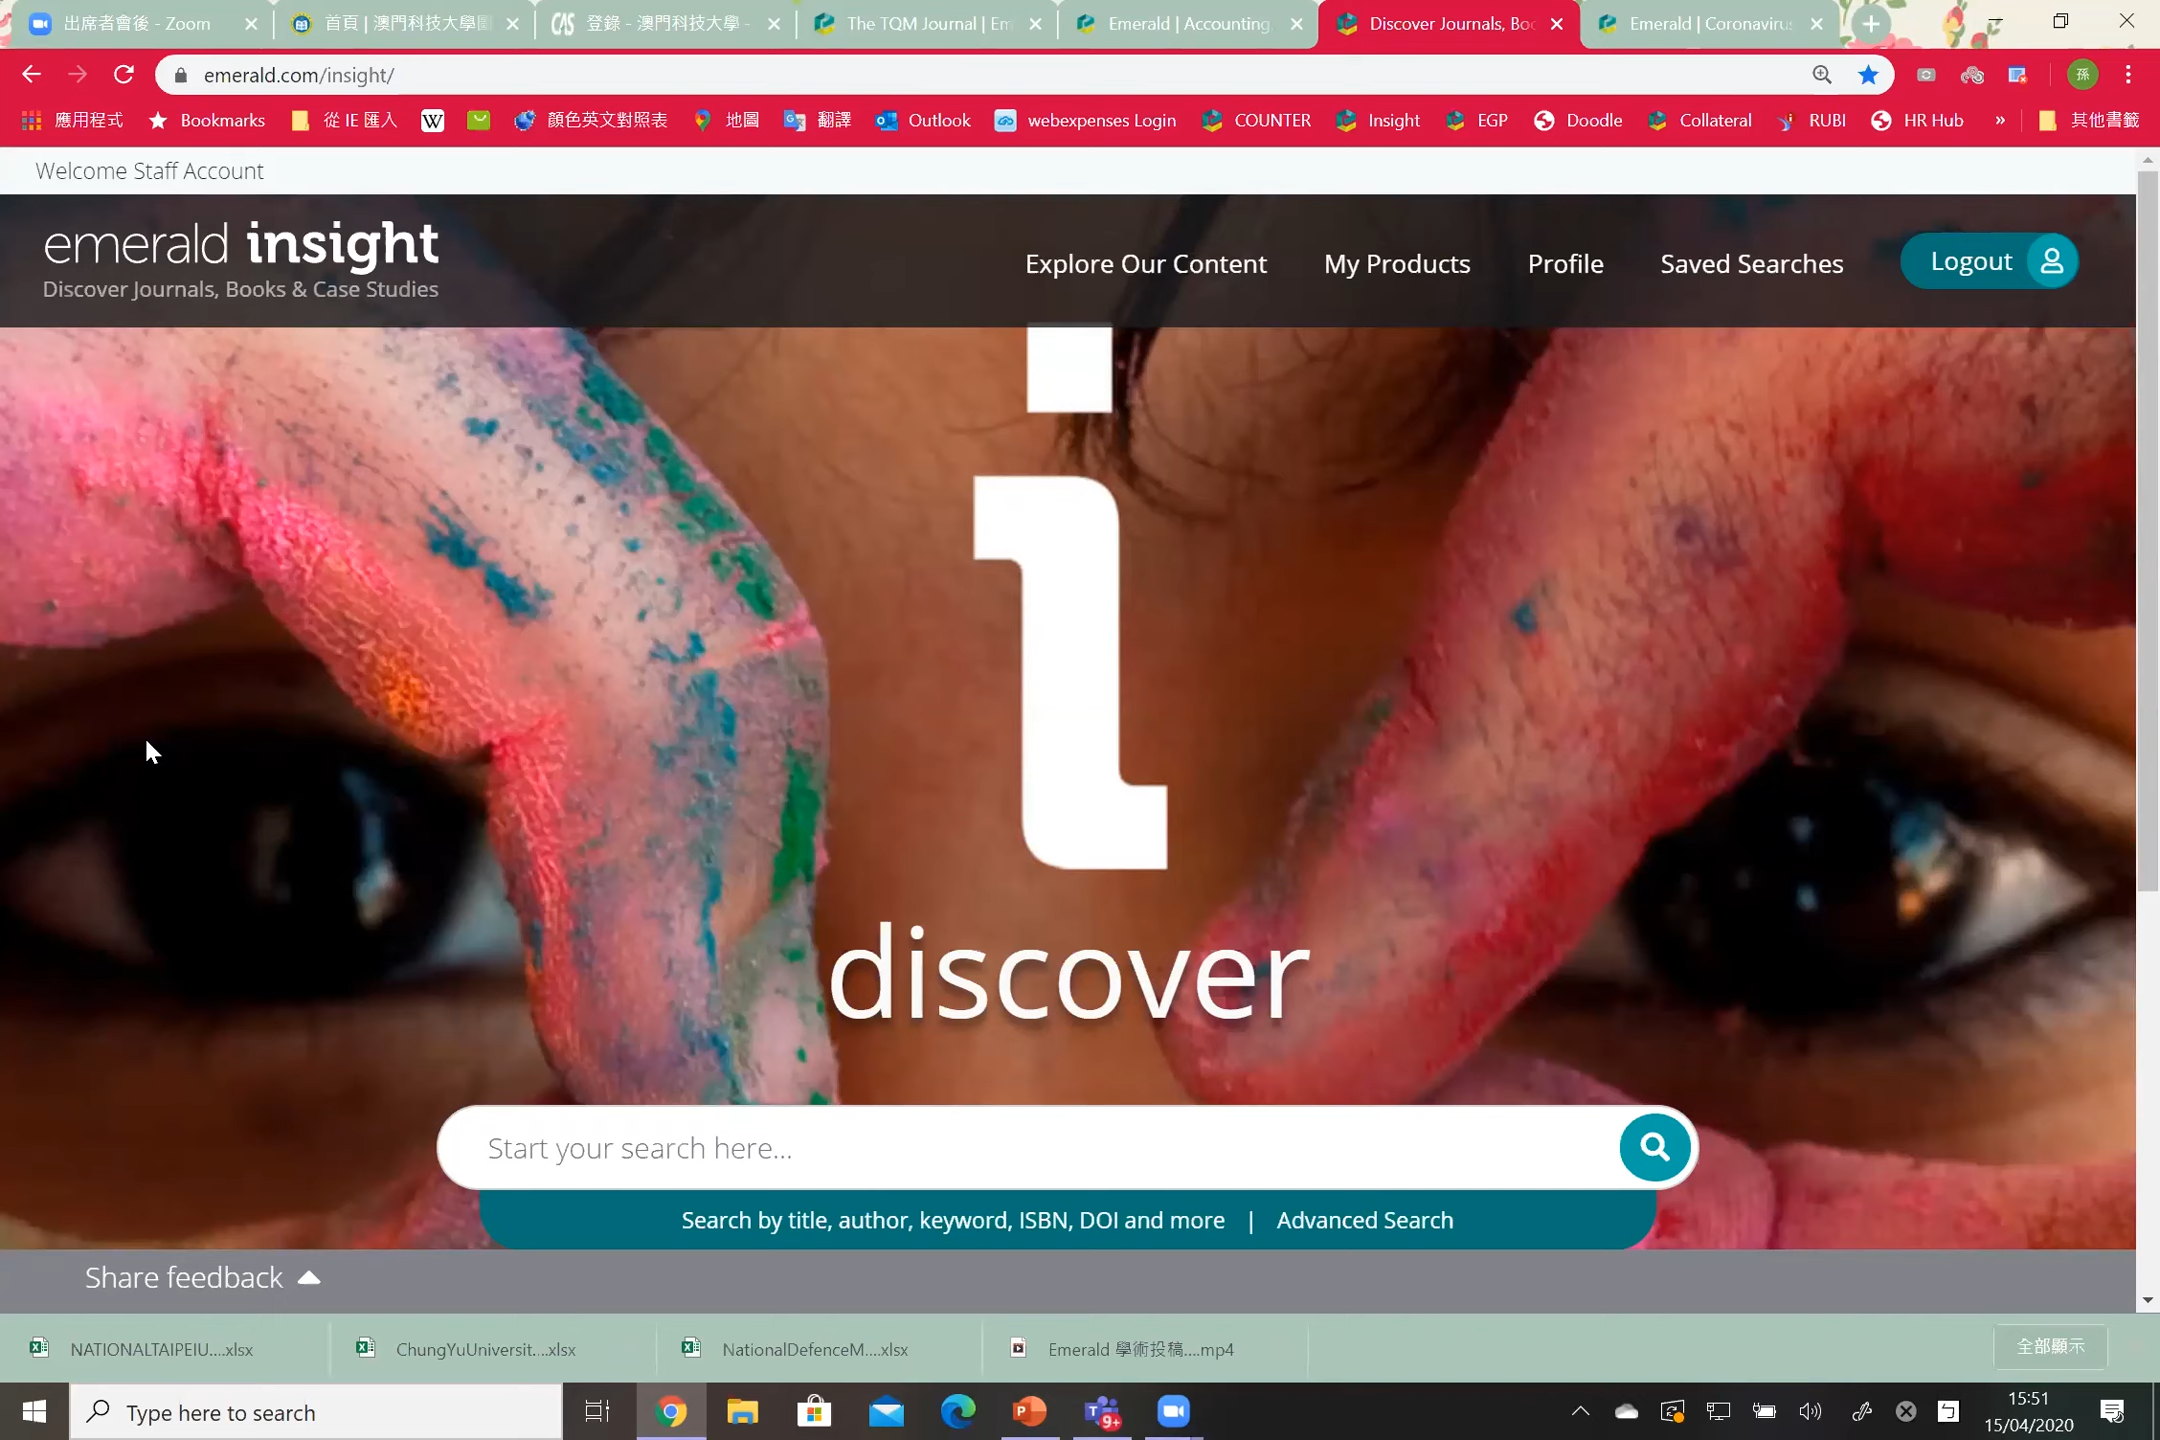 出席者會後 - Zoom
首頁 | 澳門科技大學圖
登錄 - 澳門科技大學 -
The TQM Journal | Em
Emerald | Accounting,
Discover Journals, Boo
Emerald | Coronavirus
emerald.com/insight/
孫
應用程式
Bookmarks
從 IE 匯入
W
顏色英文對照表
地圖
翻譯
Outlook
webexpenses Login
COUNTER
Insight
EGP
Doodle
Collateral
RUBI
HR Hub
»
其他書籤
Welcome Staff Account
emerald insight
Discover Journals, Books & Case Studies
Explore Our Content
My Products
Profile
Saved Searches
Logout
i
discover
Start your search here...
Search by title, author, keyword, ISBN, DOI and more | Advanced Search
Share feedback
NATIONALTAIPEIU....xlsx
ChungYuUniversit....xlsx
NationalDefenceM....xlsx
Emerald 學術投稿....mp4
全部顯示
Type here to search
9+
15:51
15/04/2020